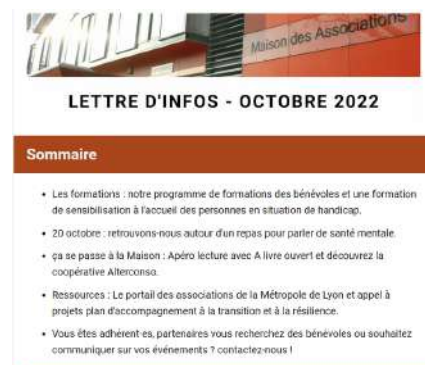 Maison des Associations
LETTRE D'INFOS - OCTOBRE 2022
Sommaire
• Les formations : notre programme de formations des bénévoles et une formation
de sensibilisation à l'accueil des personnes en situation de handicap.
• 20 octobre : retrouvons-nous autour d'un repas pour parler de santé mentale.
• ça se passe à la Maison : Apéro lecture avec A livre ouvert et découvrez la
coopérative Alterconso.
• Ressources : Le portail des associations de la Métropole de Lyon et appel à
projets plan d'accompagnement à la transition et à la résilience.
• Vous êtes adhérent·es, partenaires vous recherchez des bénévoles ou souhaitez
communiquer sur vos événements ? contactez-nous !